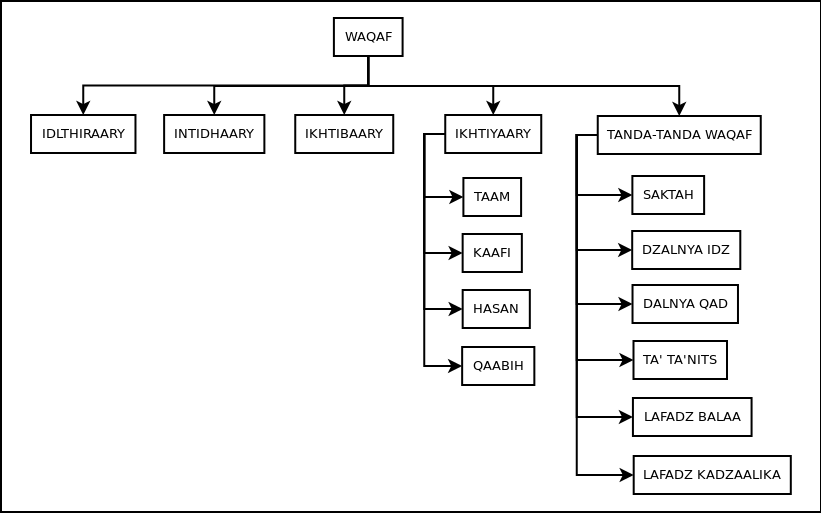 WAQAF
IDLTHIRAARY
INTIDHAARY
IKHTIBAARY
IKHTIYAARY
TANDA-TANDA WAQAF
TAAM
KAAFI
HASAN
QAABIH
SAKTAH
DZALNYA IDZ
DALNYA QAD
TA' TA'NITS
LAFADZ BALAA
LAFADZ KADZAALIKA